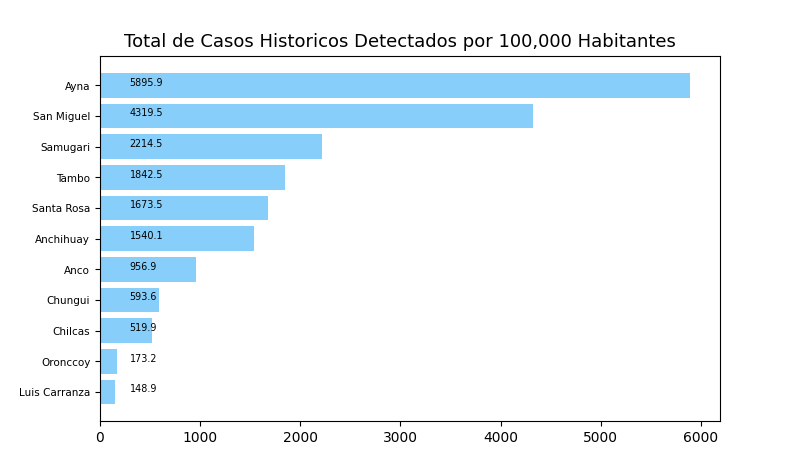 Total de Casos Historicos Detectados por 100,000 Habitantes
Ayna 5895.9
San Miguel 4319.5
Samugari 2214.5
Tambo 1842.5
Santa Rosa 1673.5
Anchihuay 1540.1
Anco 956.9
Chungui 593.6
Chilcas 519.9
Oronccoy 173.2
Luis Carranza 148.9
0 1000 2000 3000 4000 5000 6000